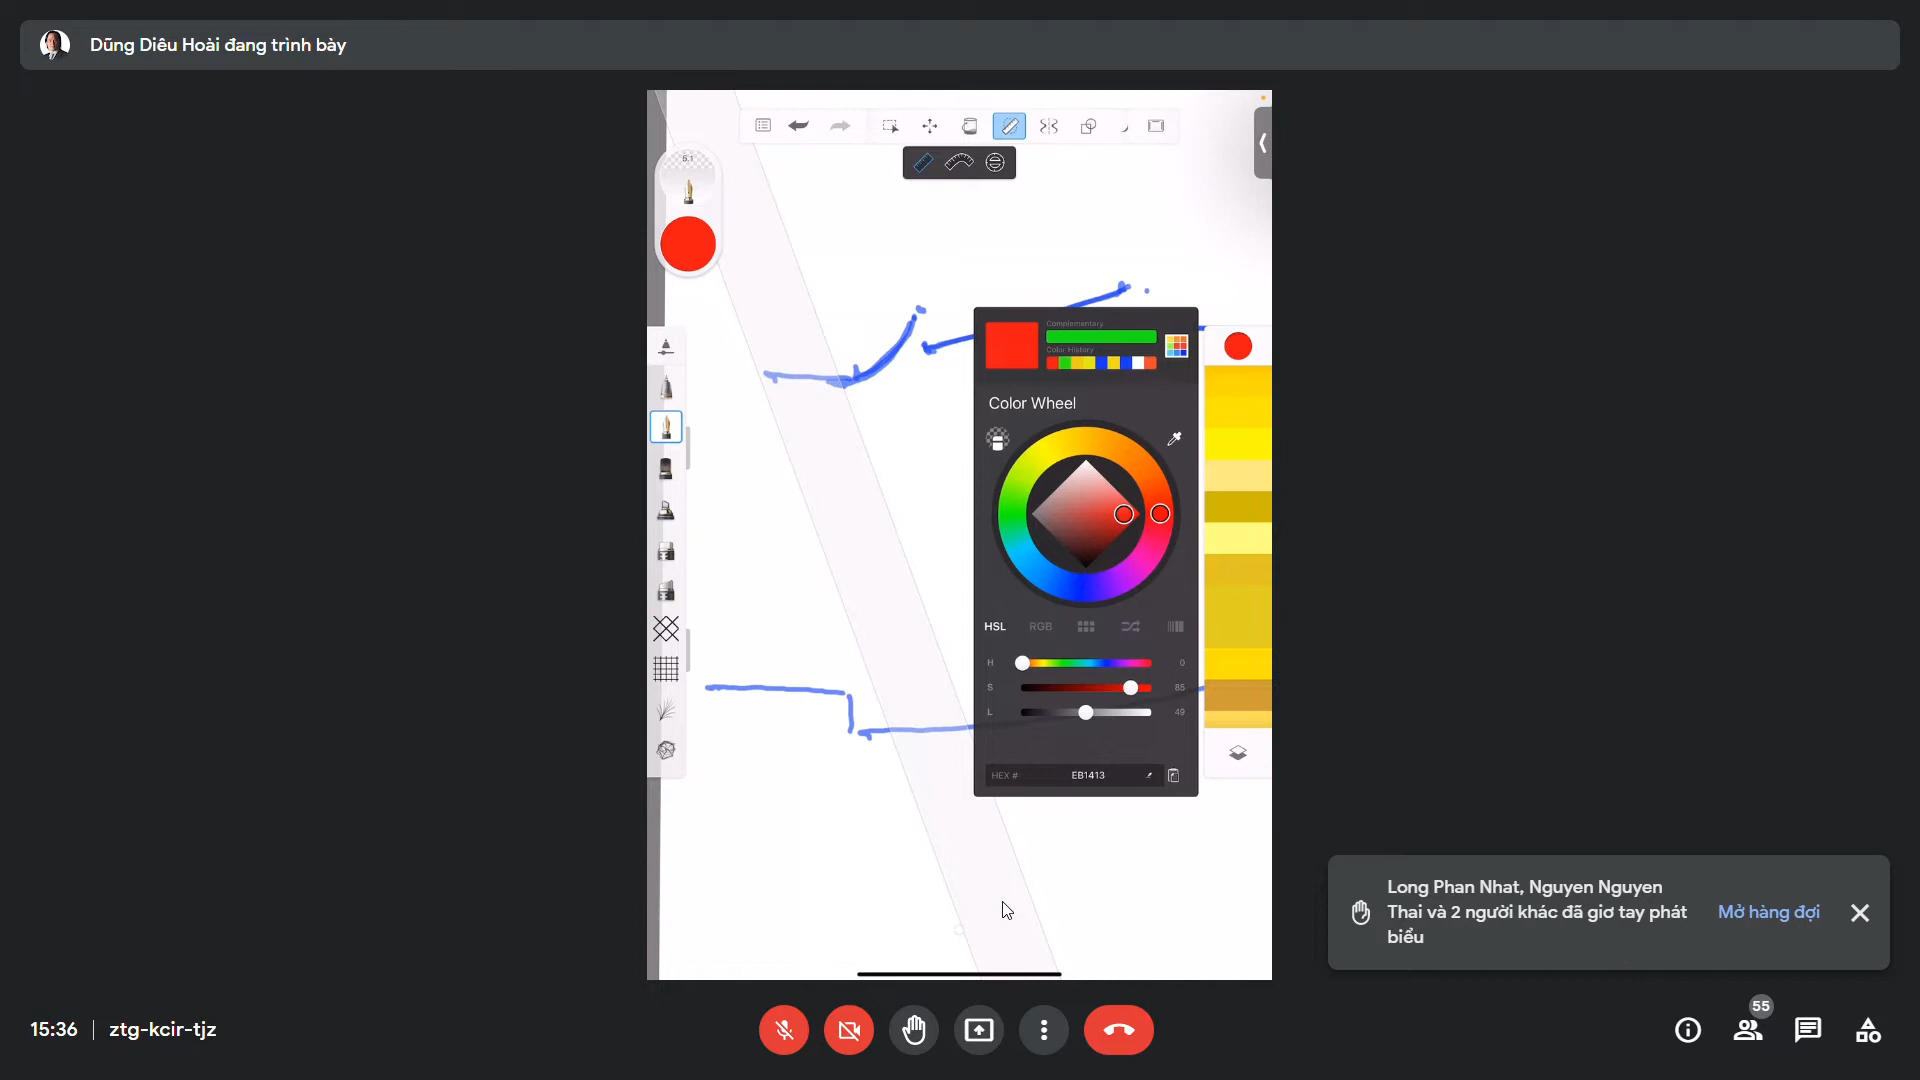 Dũng Diêu Hoài đang trình bày
5.1
Complementary
Color History
Color Wheel
HSL
RGB
H
0
S
85
L
49
HEX #
EB1413
Long Phan Nhat, Nguyen Nguyen
Thai và 2 người khác đã giơ tay phát
biểu
Mở hàng đợi
15:36
ztg-kcir-tjz
55